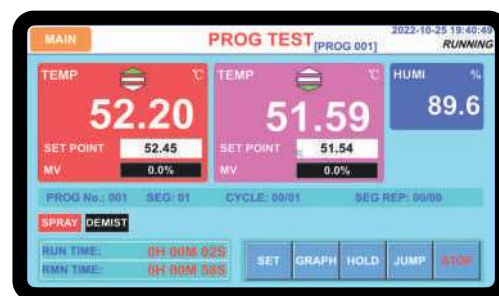 MAIN PROG TEST [PROG 001] 2022-10-25 19:40:49
RUNNING
TEMP ℃ TEMP ℃ HUMI %
52.20 51.59 89.6
SET POINT 52.45 SET POINT 51.54
MV 0.0% MV 0.0%
PROG No.: 001 SEG: 01 CYCLE: 00/01 SEG REP: 00/00
SPRAY DEMIST
RUN TIME: 0H 00M 02S
RMN TIME: 0H 00M 58S
SET GRAPH HOLD JUMP STOP